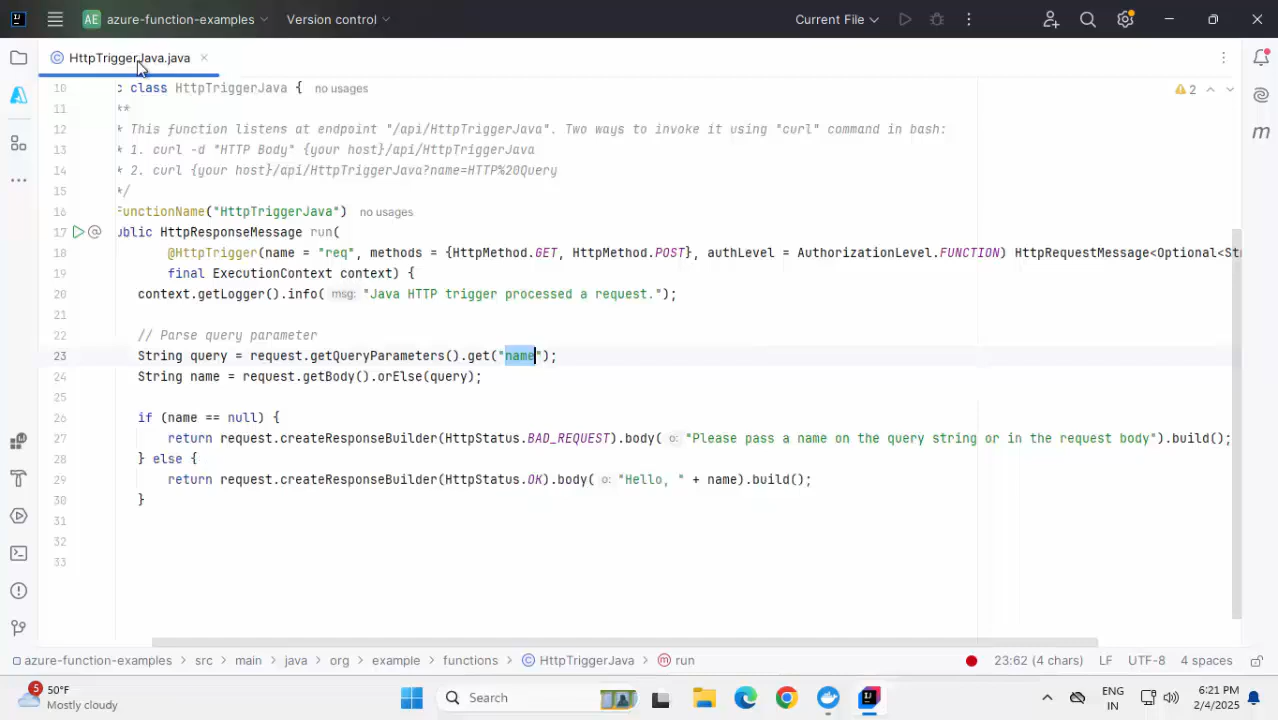 AE azure-function-examples Version control Current File
HttpTriggerJava.java
10 c class HttpTriggerJava { no usages 2
11 **
12 * This function listens at endpoint "/api/HttpTriggerJava". Two ways to invoke it using "curl" command in bash:
13 * 1. curl -d "HTTP Body" {your host}/api/HttpTriggerJava
14 * 2. curl {your host}/api/HttpTriggerJava?name=HTTP%20Query
15 */
16 FunctionName("HttpTriggerJava") no usages
17 ublic HttpResponseMessage run(
18 @HttpTrigger(name = "req", methods = {HttpMethod.GET, HttpMethod.POST}, authLevel = AuthorizationLevel.FUNCTION) HttpRequestMessage<Optional<St
19 final ExecutionContext context) {
20 context.getLogger().info( msg: "Java HTTP trigger processed a request.");
21
22 // Parse query parameter
23 String query = request.getQueryParameters().get("name");
24 String name = request.getBody().orElse(query);
25
26 if (name == null) {
27 return request.createResponseBuilder(HttpStatus.BAD_REQUEST).body( o: "Please pass a name on the query string or in the request body").build();
28 } else {
29 return request.createResponseBuilder(HttpStatus.OK).body( o: "Hello, " + name).build();
30 }
31
32
33
azure-function-examples > src > main > java > org > example > functions > HttpTriggerJava > run 23:62 (4 chars) LF UTF-8 4 spaces
5 50°F
Mostly cloudy
Search
ENG
IN
6:21 PM
2/4/2025